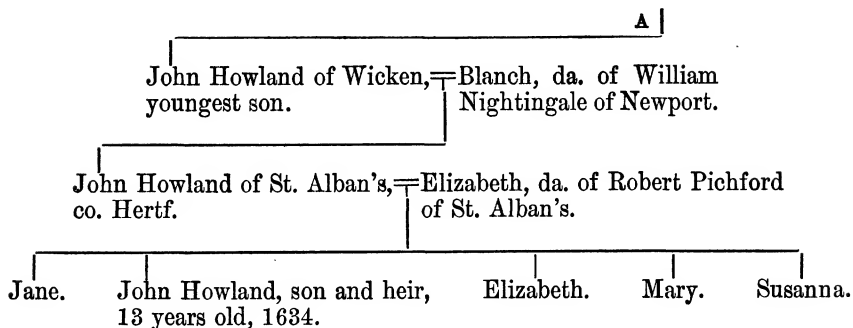 A
John Howland of Wicken,=Blanch, da. of William
youngest son. Nightingale of Newport.
John Howland of St. Alban's,=Elizabeth, da. of Robert Pichford
co. Hertf. of St. Alban's.
Jane. John Howland, son and heir, Elizabeth. Mary. Susanna.
13 years old, 1634.